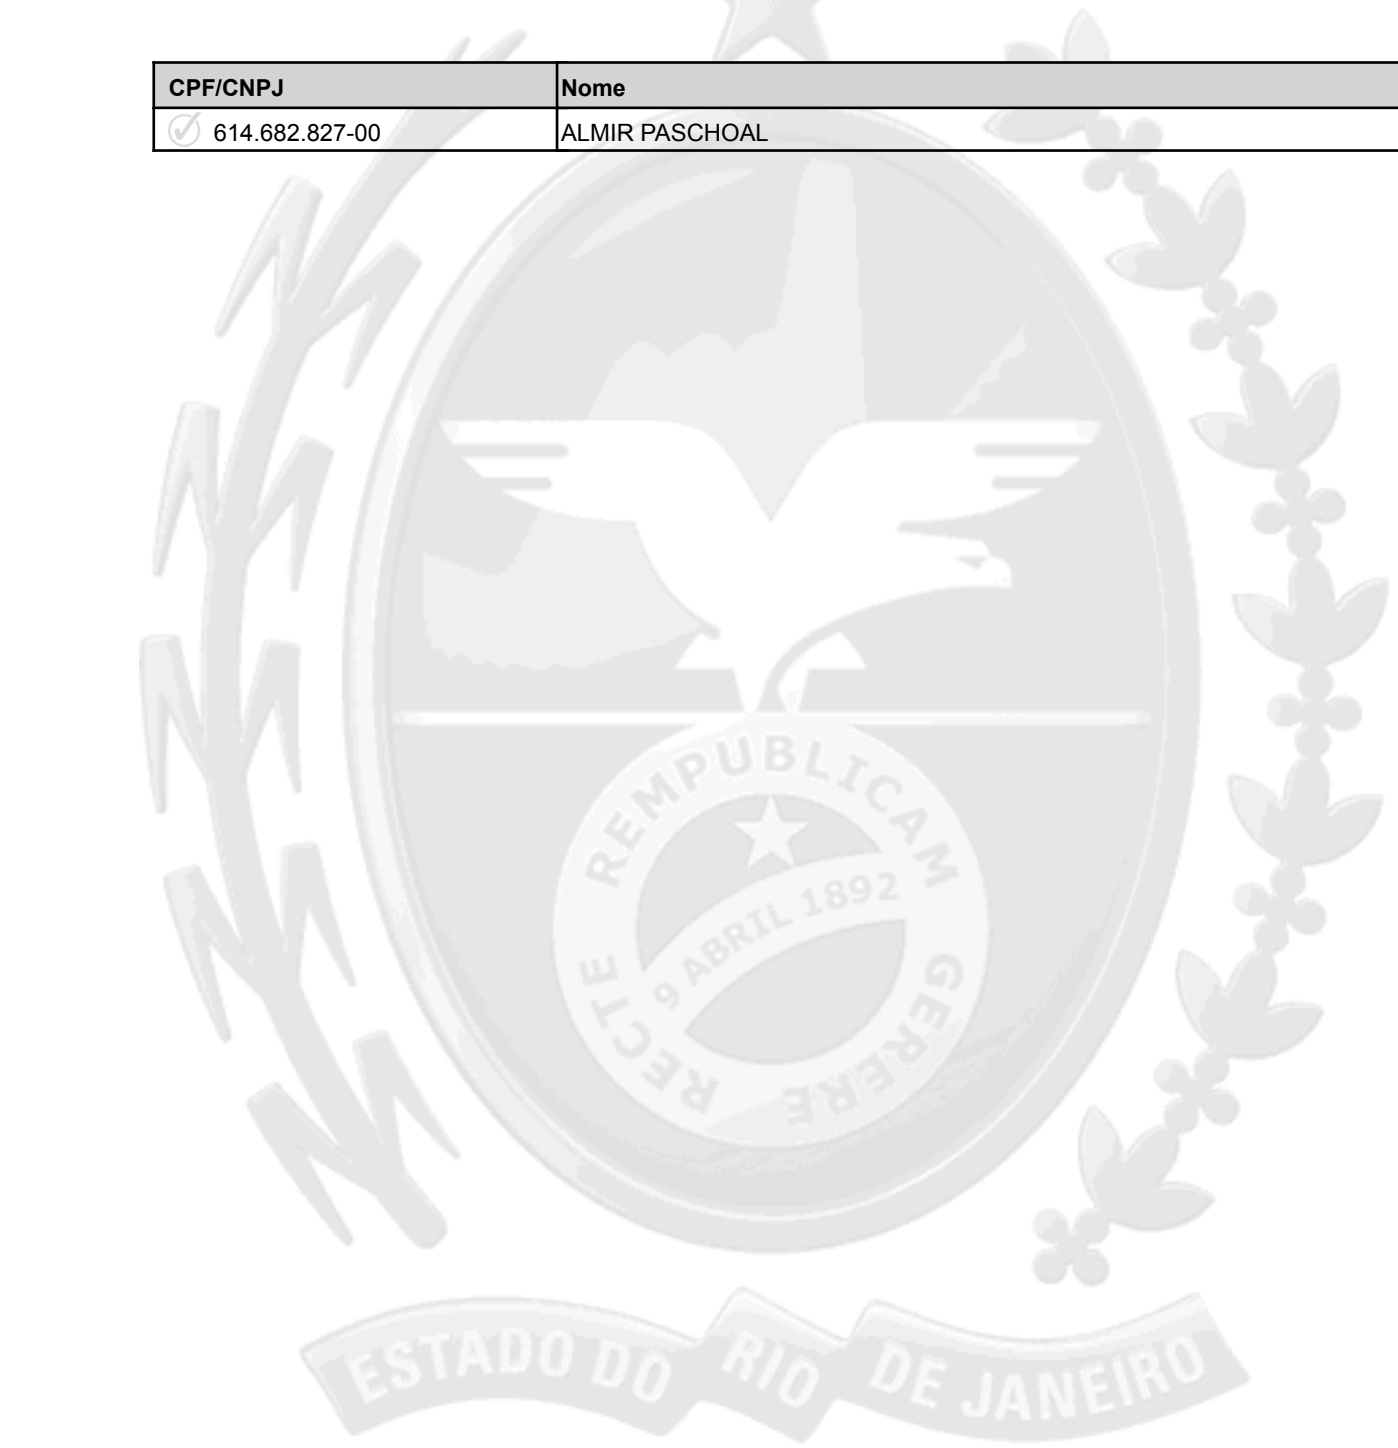 CPF/CNPJ Nome
614.682.827-00 ALMIR PASCHOAL
REMPUBLICAM
9 ABRIL 1892
RECTE GERERE
ESTADO DO RIO DE JANEIRO